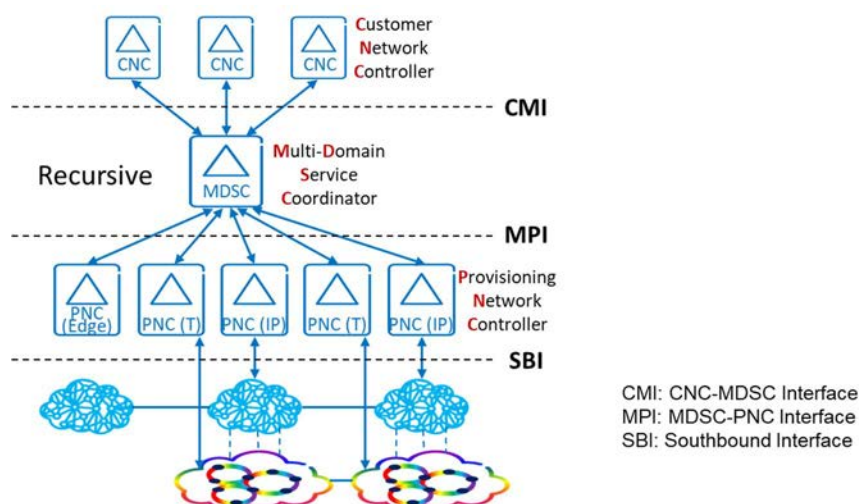 CNC
CNC
CNC
Customer
Network
Controller
CMI
Recursive
MDSC
Multi-Domain
Service
Coordinator
MPI
PNC
(Edge)
PNC (T)
PNC (IP)
PNC (T)
PNC (IP)
Provisioning
Network
Controller
SBI
CMI: CNC-MDSC Interface
MPI: MDSC-PNC Interface
SBI: Southbound Interface